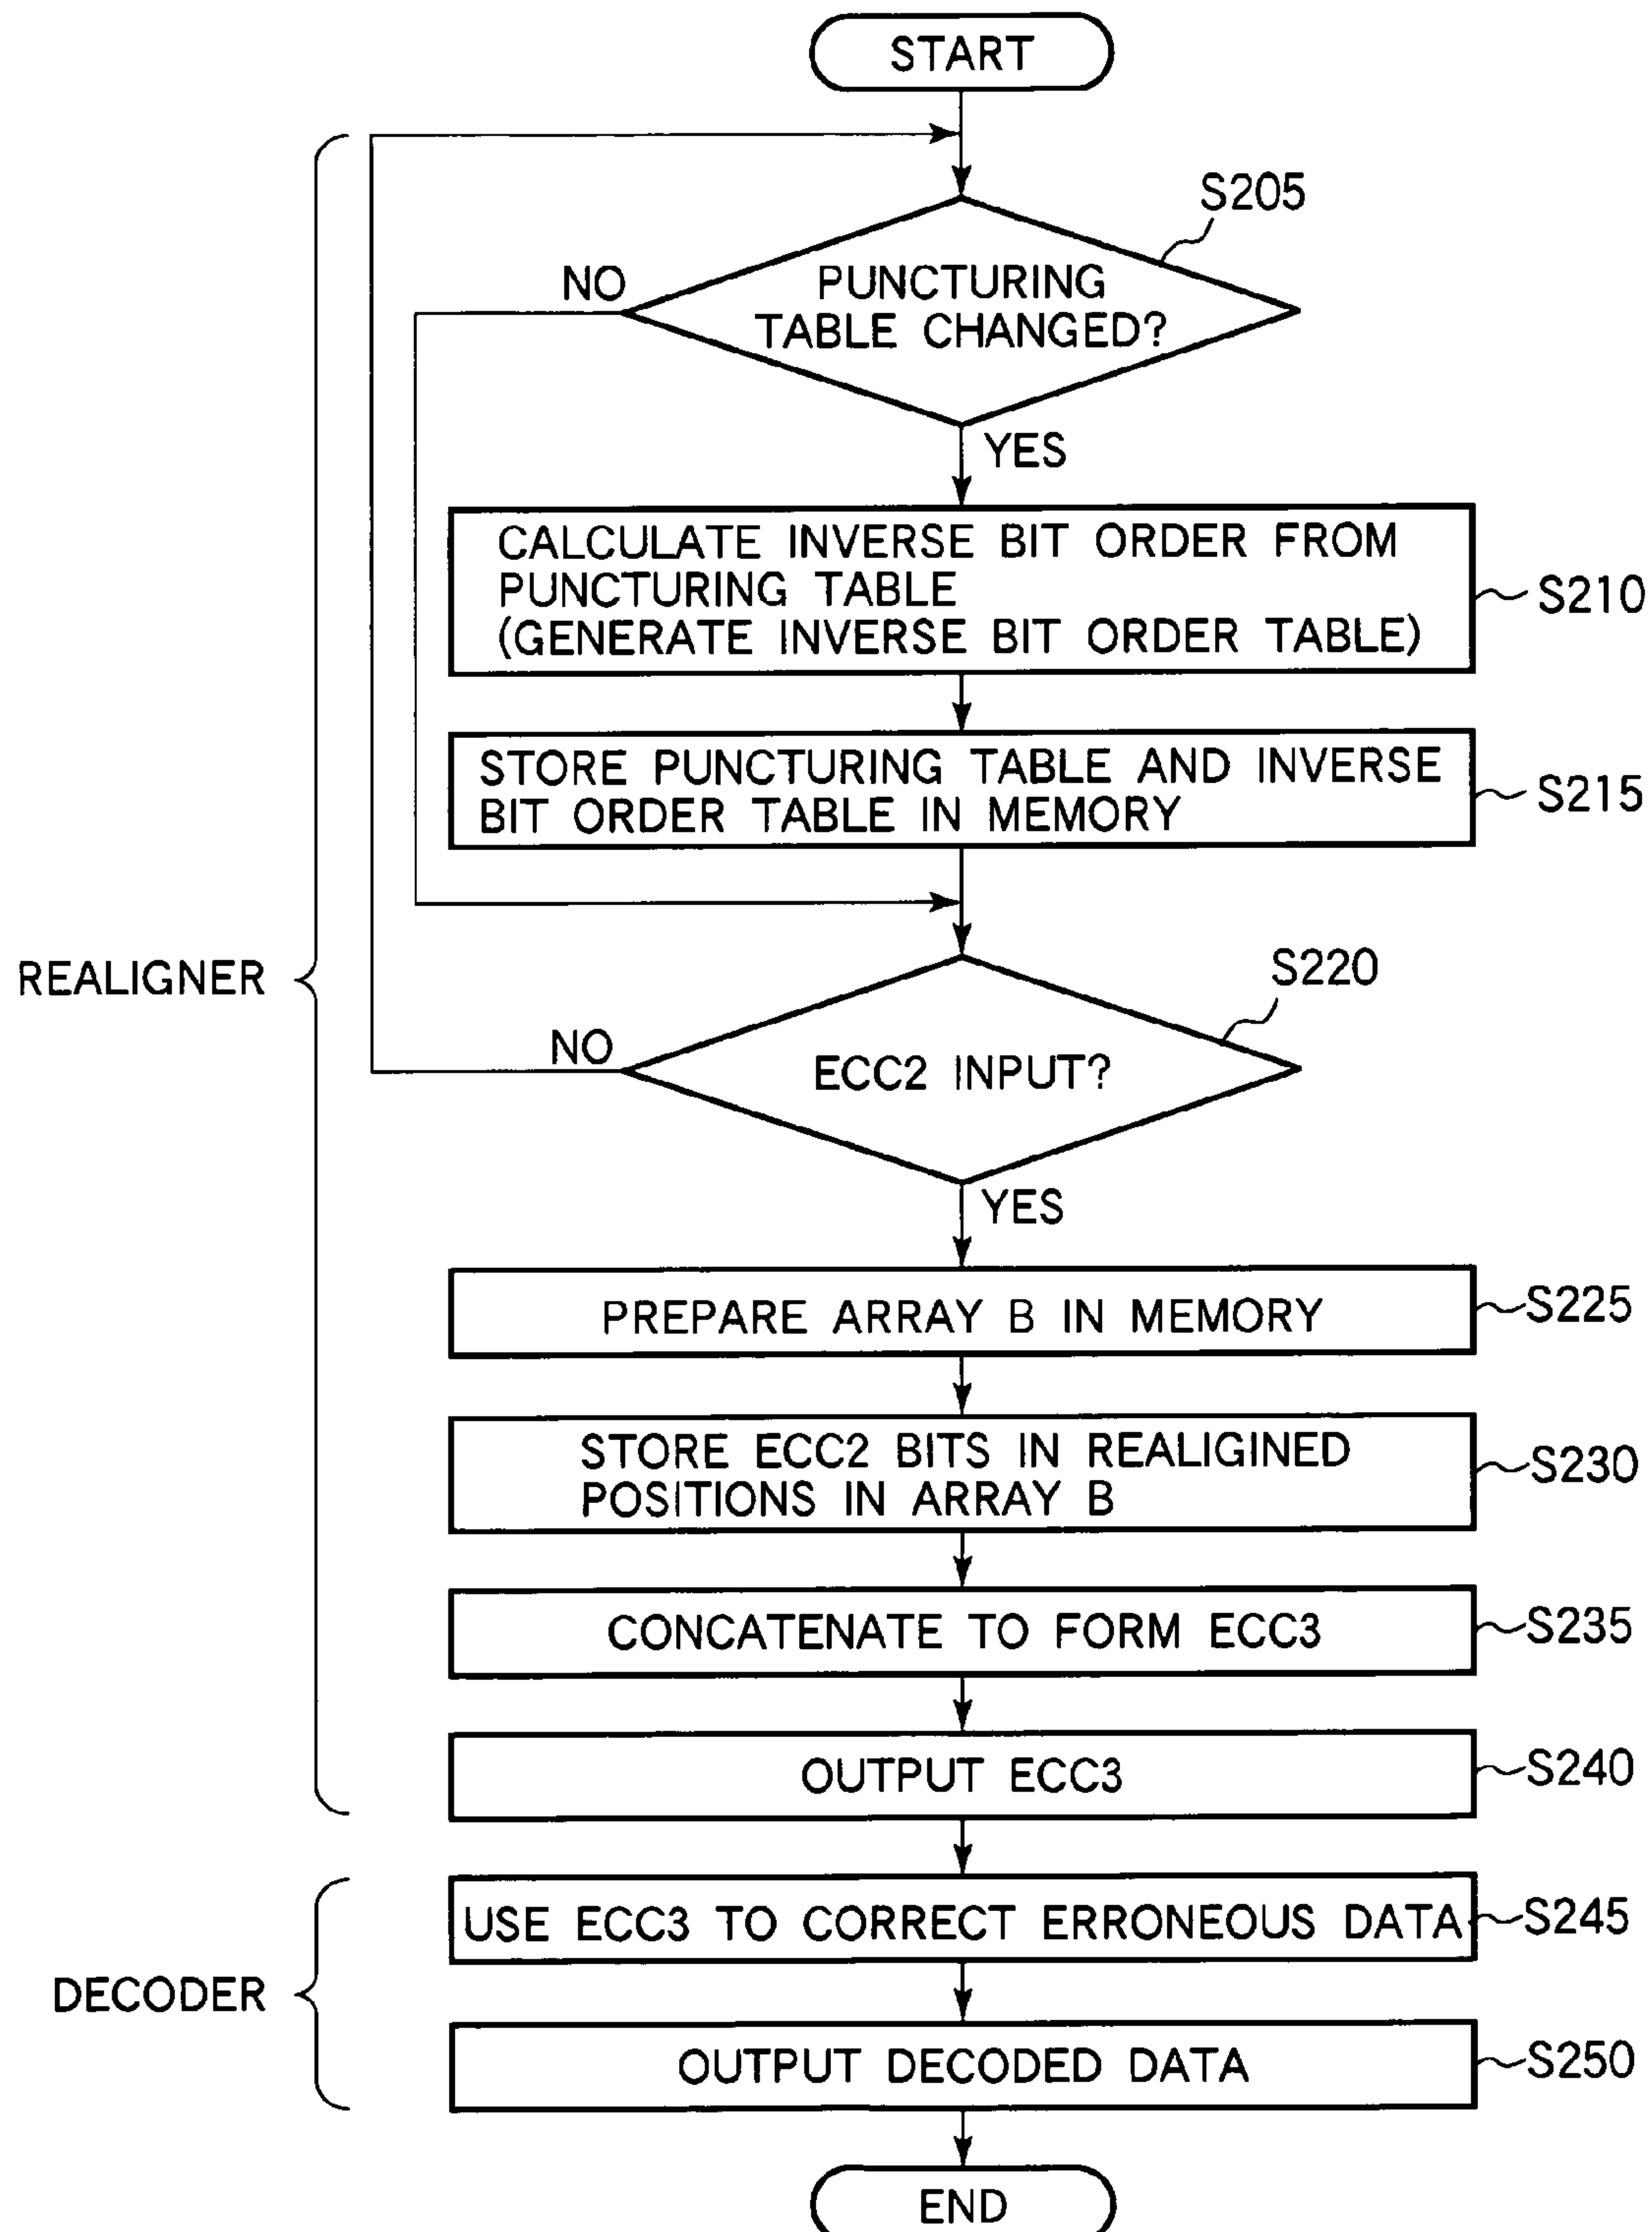 START
S205
NO
PUNCTURING
TABLE CHANGED?
YES
CALCULATE INVERSE BIT ORDER FROM
PUNCTURING TABLE
(GENERATE INVERSE BIT ORDER TABLE)
S210
STORE PUNCTURING TABLE AND INVERSE
BIT ORDER TABLE IN MEMORY
S215
REALIGNER
S220
NO
ECC2 INPUT?
YES
PREPARE ARRAY B IN MEMORY
S225
STORE ECC2 BITS IN REALIGINED
POSITIONS IN ARRAY B
S230
CONCATENATE TO FORM ECC3
S235
OUTPUT ECC3
S240
USE ECC3 TO CORRECT ERRONEOUS DATA
S245
DECODER
OUTPUT DECODED DATA
S250
END